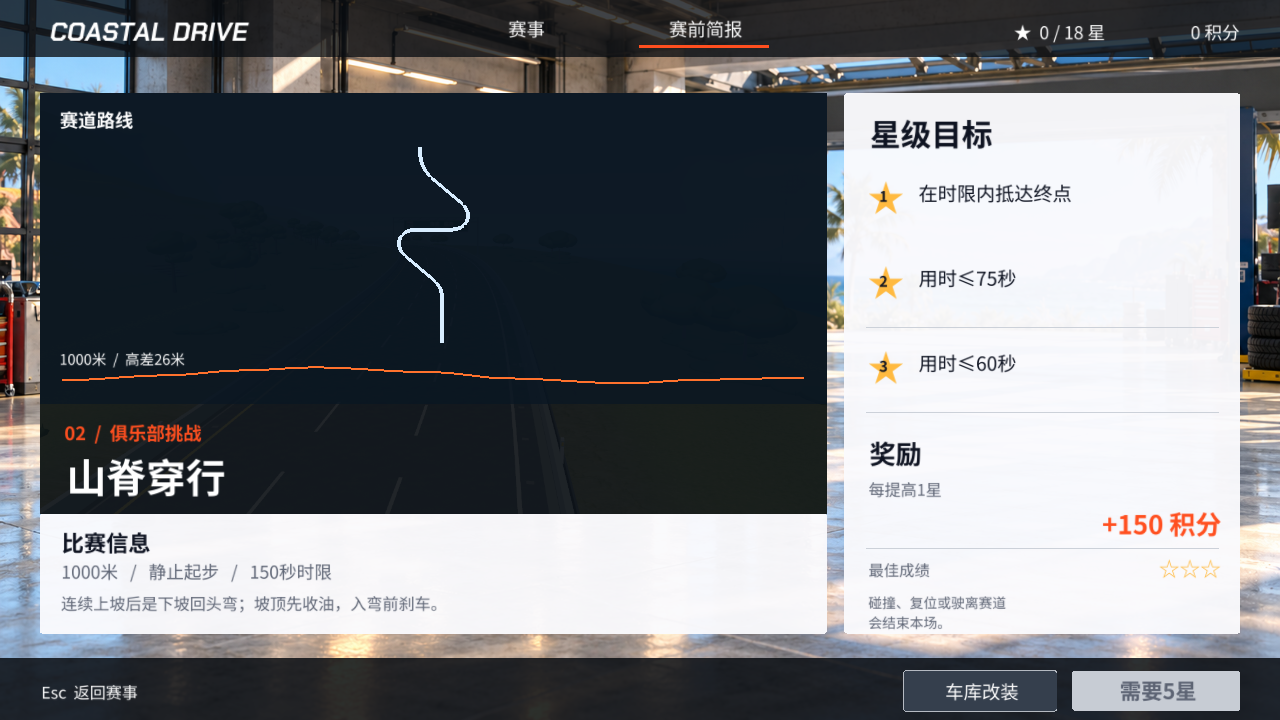 COASTAL DRIVE
赛事
赛前简报
★ 0 / 18 星
0 积分
赛道路线
1000米 / 高差26米
02 / 俱乐部挑战
山脊穿行
比赛信息
1000米 / 静止起步 / 150秒时限
连续上坡后是下坡回头弯；坡顶先收油，入弯前刹车。
星级目标
1 在时限内抵达终点
2 用时≤75秒
3 用时≤60秒
奖励
每提高1星
+150 积分
最佳成绩 ☆☆☆
碰撞、复位或驶离赛道
会结束本场。
Esc 返回赛事
车库改装
需要5星